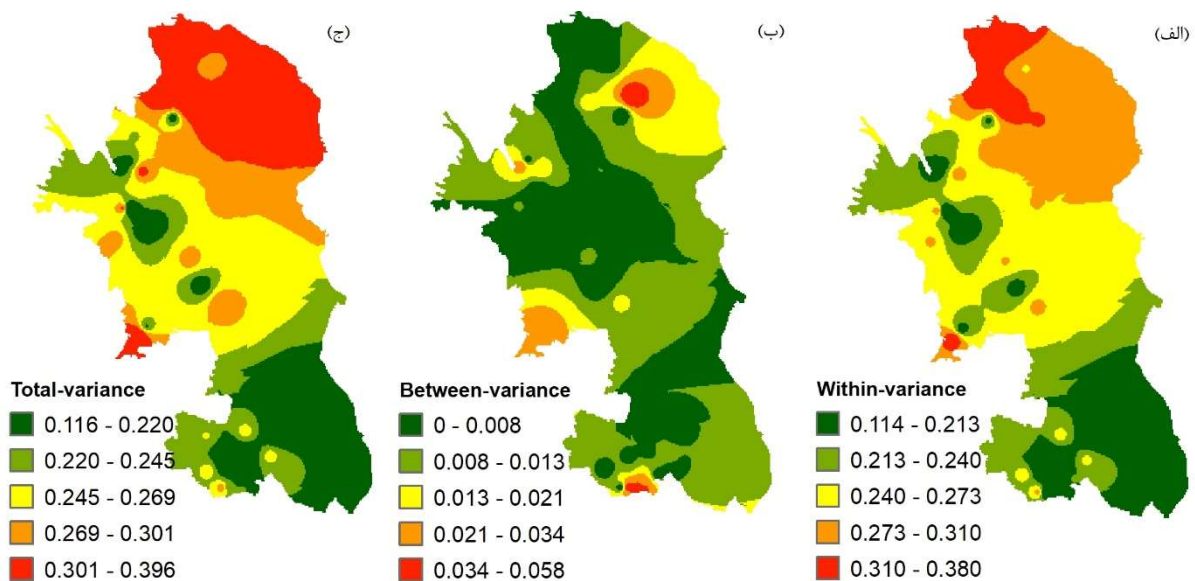 (ج)
Total-variance
0.116 - 0.220
0.220 - 0.245
0.245 - 0.269
0.269 - 0.301
0.301 - 0.396
(ب)
Between-variance
0 - 0.008
0.008 - 0.013
0.013 - 0.021
0.021 - 0.034
0.034 - 0.058
(الف)
Within-variance
0.114 - 0.213
0.213 - 0.240
0.240 - 0.273
0.273 - 0.310
0.310 - 0.380